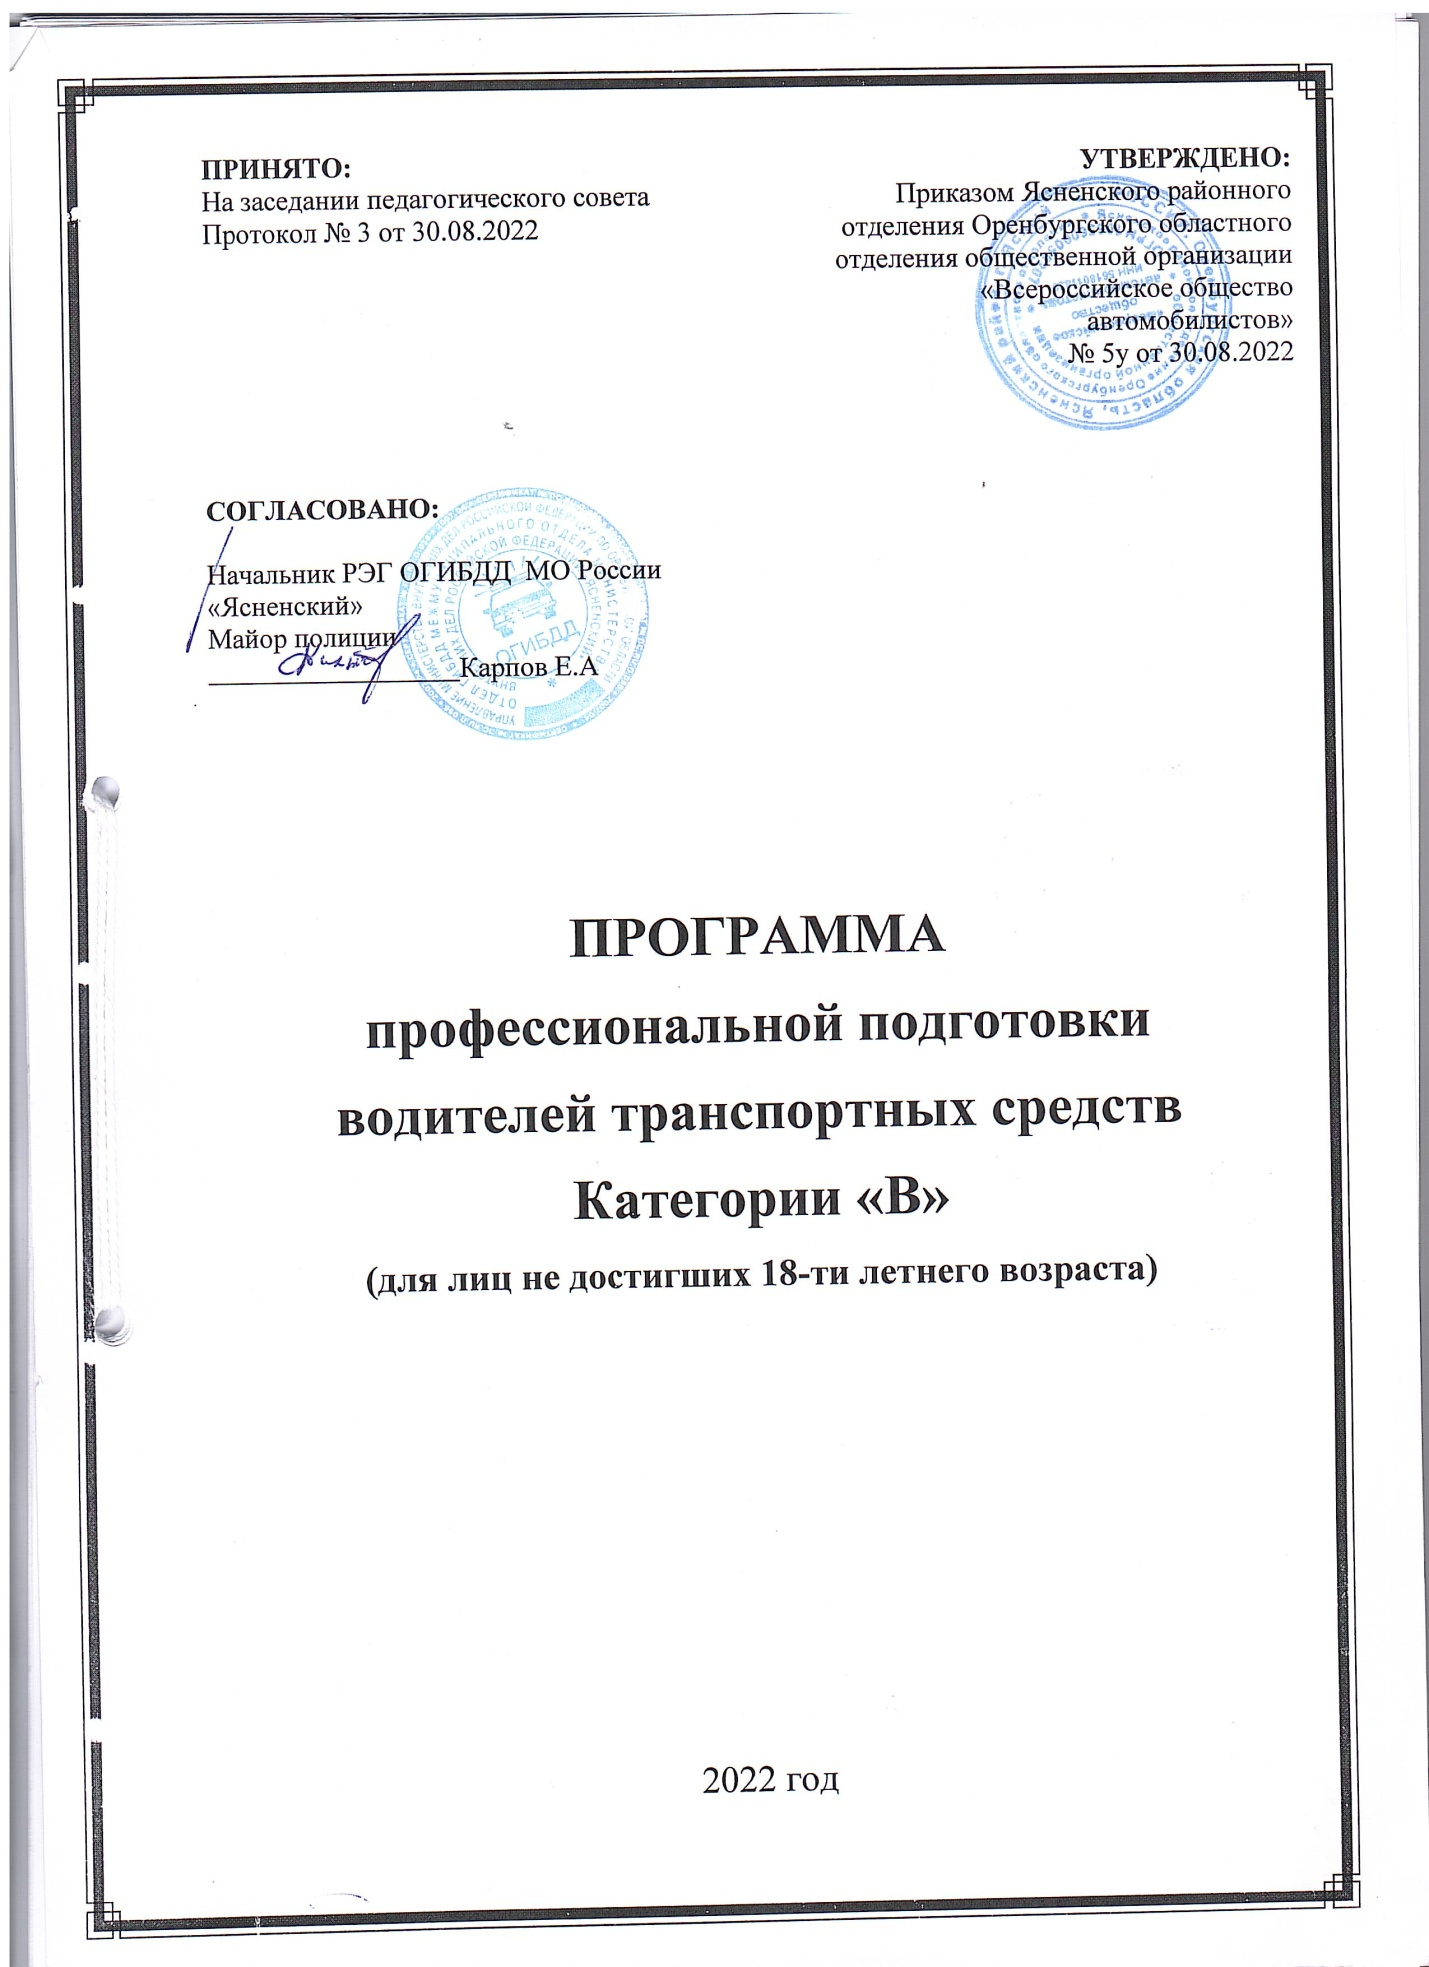 ПРИНЯТО:
На заседании педагогического совета
Протокол № 3 от 30.08.2022
УТВЕРЖДЕНО:
Приказом Ясненского районного
отделения Оренбургского областного
отделения общественной организации
«Всероссийское общество
автомобилистов»
№ 5у от 30.08.2022
СОГЛАСОВАНО:
Начальник РЭГ ОГИБДД МО России
«Ясненский»
Майор полиции
Карпов Е.А
ОГИБДД
ПРОГРАММА
профессиональной подготовки
водителей транспортных средств
Категории «В»
(для лиц не достигших 18-ти летнего возраста)
2022 год